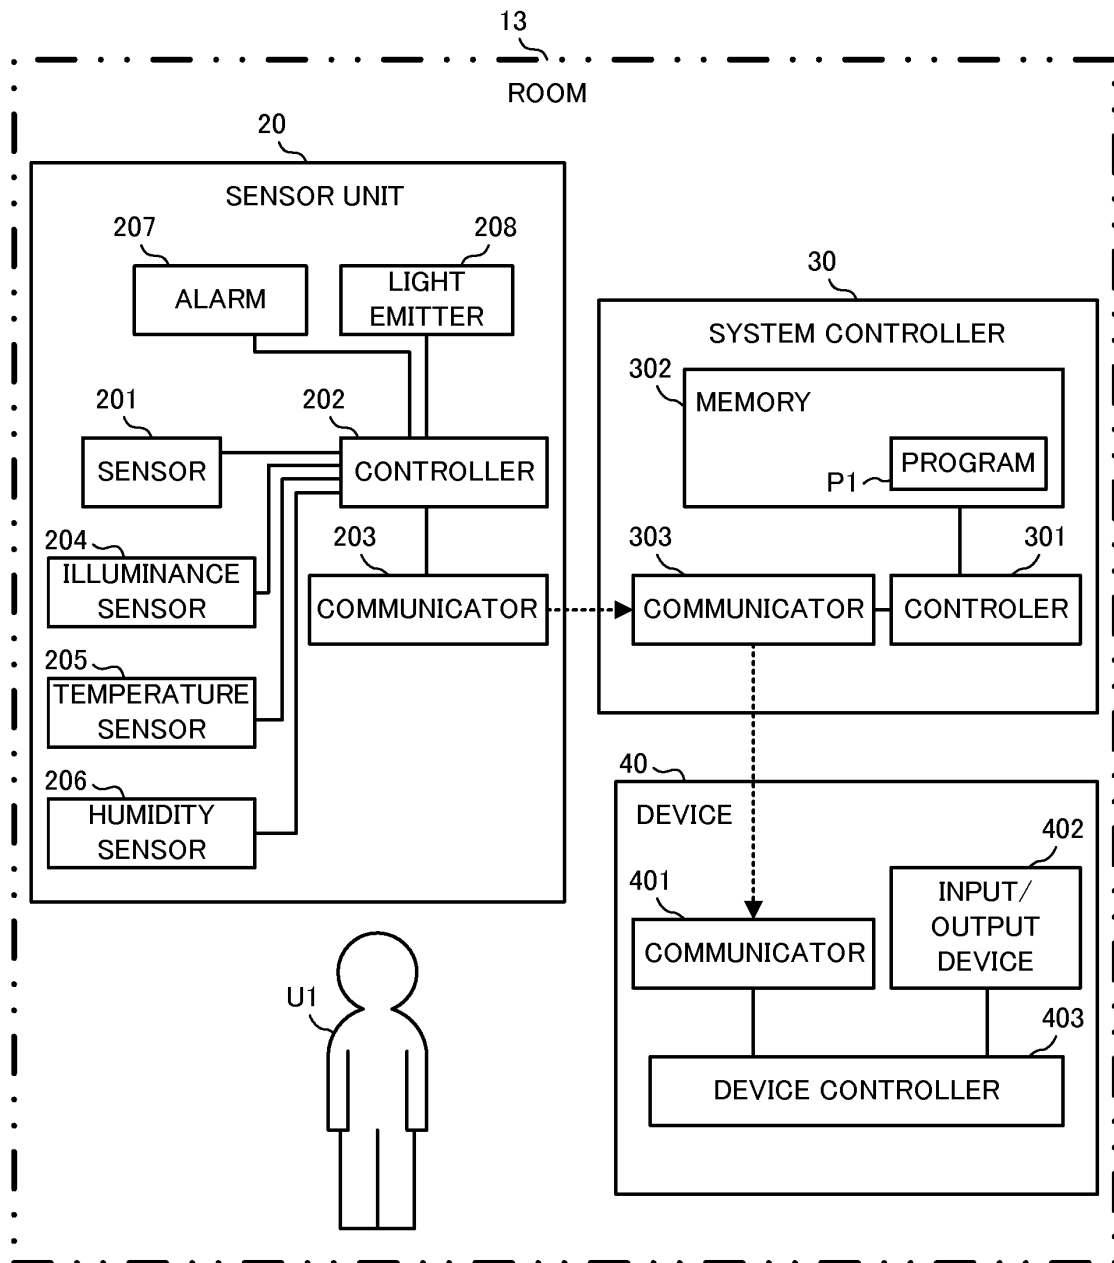 13
ROOM
20
SENSOR UNIT
207
208
ALARM
LIGHT
EMITTER
201
202
SENSOR
CONTROLLER
204
ILLUMINANCE
SENSOR
203
COMMUNICATOR
205
TEMPERATURE
SENSOR
206
HUMIDITY
SENSOR
30
SYSTEM CONTROLLER
302
MEMORY
PROGRAM
P1
303
301
COMMUNICATOR
CONTROLER
40
DEVICE
402
401
INPUT/
OUTPUT
DEVICE
COMMUNICATOR
403
DEVICE CONTROLLER
U1